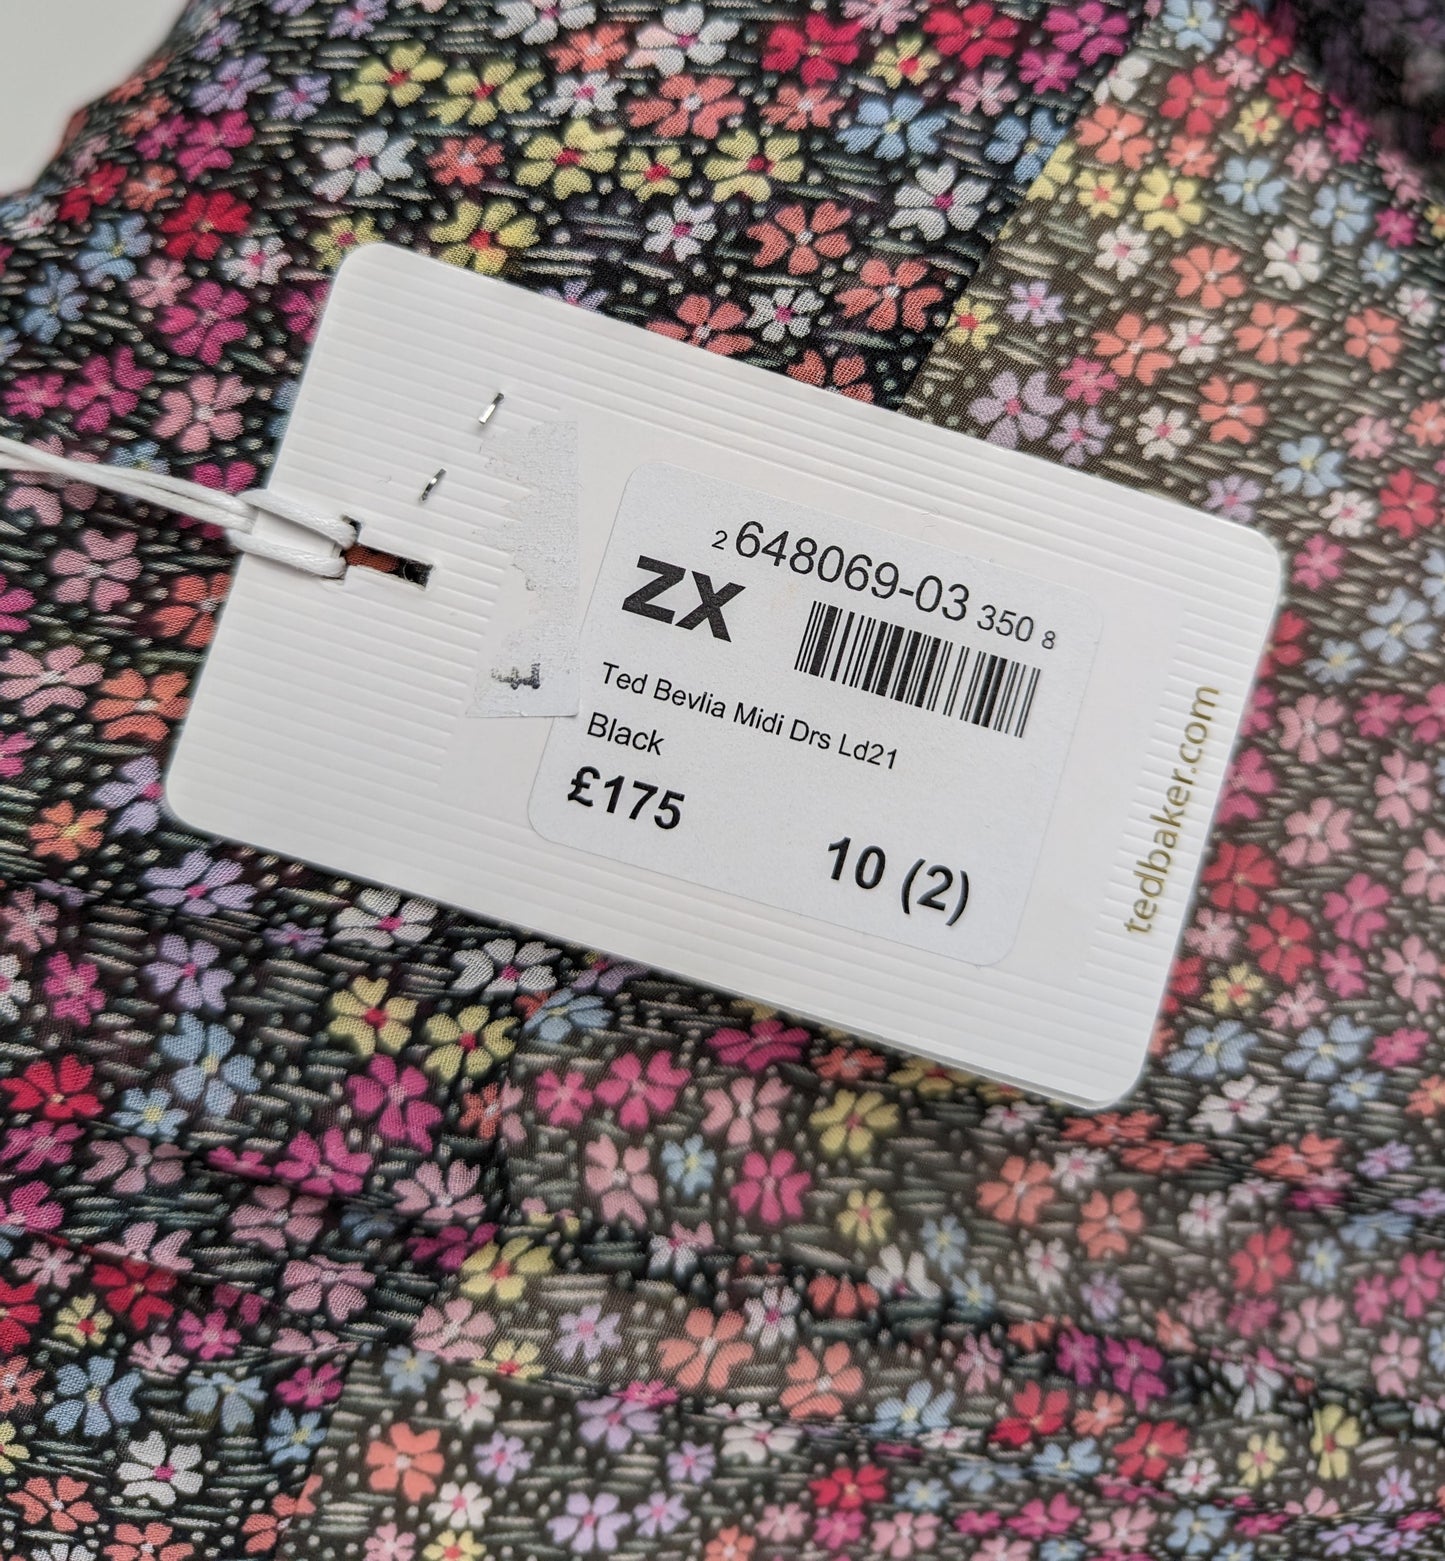 2 648069-03 350 8
ZX
Ted Bevlia Midi Drs Ld21
Black
£175
10 (2)
tedbaker.com